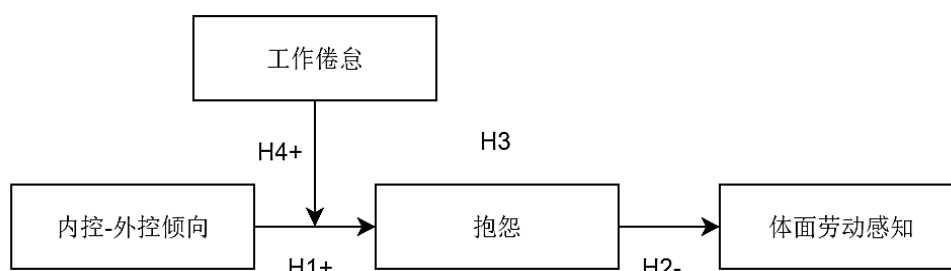 工作倦怠
H4+
H3
内控-外控倾向
抱怨
体面劳动感知
H1+
H2-